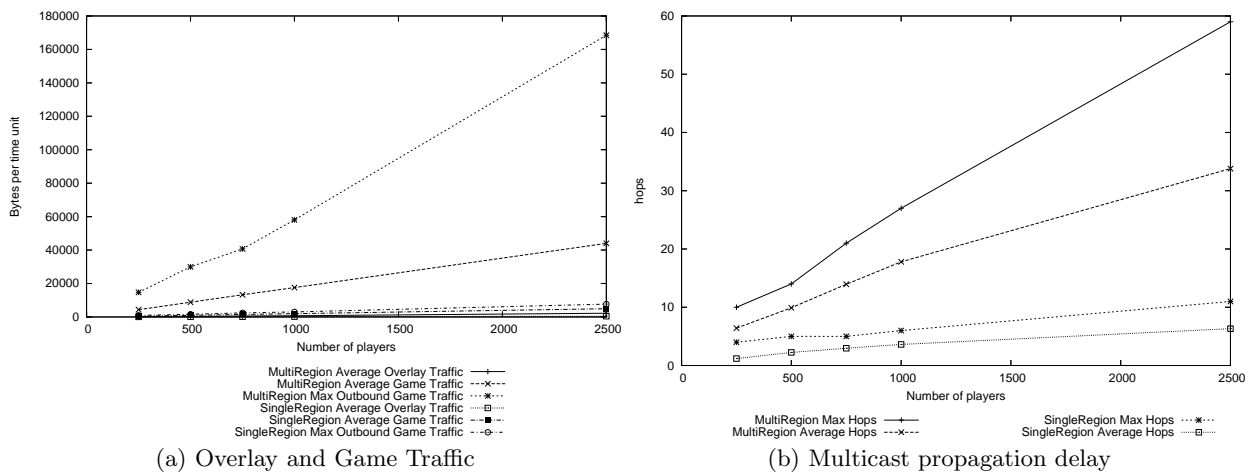 180000
160000
140000
120000
100000
80000
60000
40000
20000
0
Bytes per time unit
0 500 1000 1500 2000 2500
Number of players
MultiRegion Average Overlay Traffic
MultiRegion Average Game Traffic
MultiRegion Max Outbound Game Traffic
SingleRegion Average Overlay Traffic
SingleRegion Average Game Traffic
SingleRegion Max Outbound Game Traffic
(a) Overlay and Game Traffic
60
50
40
30
20
10
0
hops
0 500 1000 1500 2000 2500
Number of players
MultiRegion Max Hops
MultiRegion Average Hops
SingleRegion Max Hops
SingleRegion Average Hops
(b) Multicast propagation delay